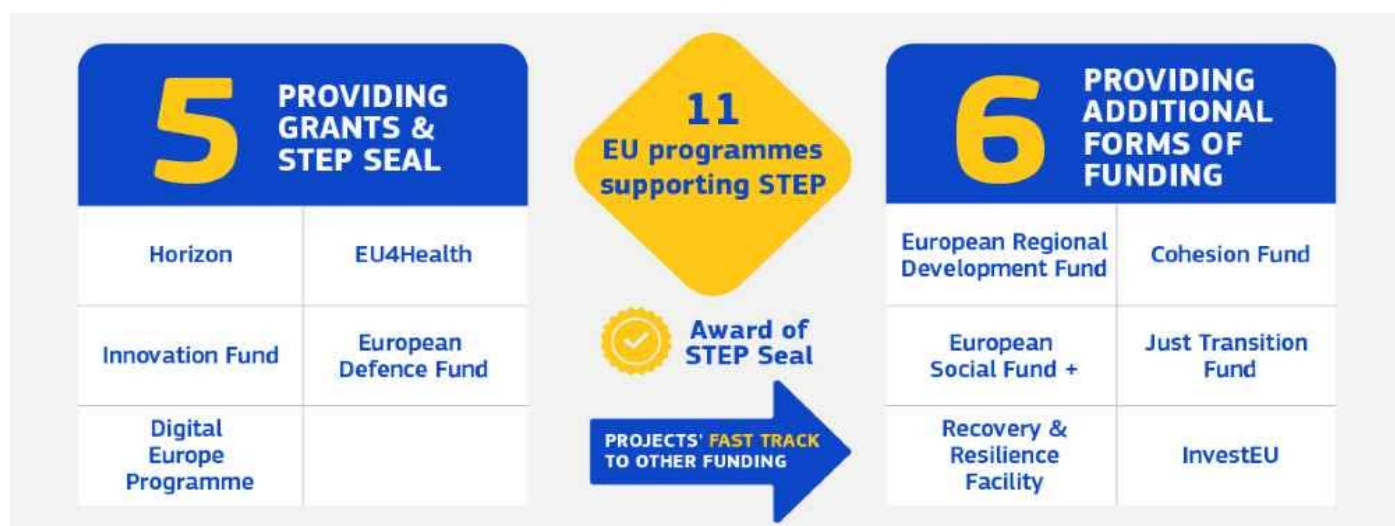 5
PROVIDING
GRANTS &
STEP SEAL
Horizon
EU4Health
Innovation Fund
European
Defence Fund
Digital
Europe
Programme
11
EU programmes
supporting STEP
Award of
STEP Seal
PROJECTS' FAST TRACK
TO OTHER FUNDING
6
PROVIDING
ADDITIONAL
FORMS OF
FUNDING
European Regional
Development Fund
Cohesion Fund
European
Social Fund +
Just Transition
Fund
Recovery &
Resilience
Facility
InvestEU